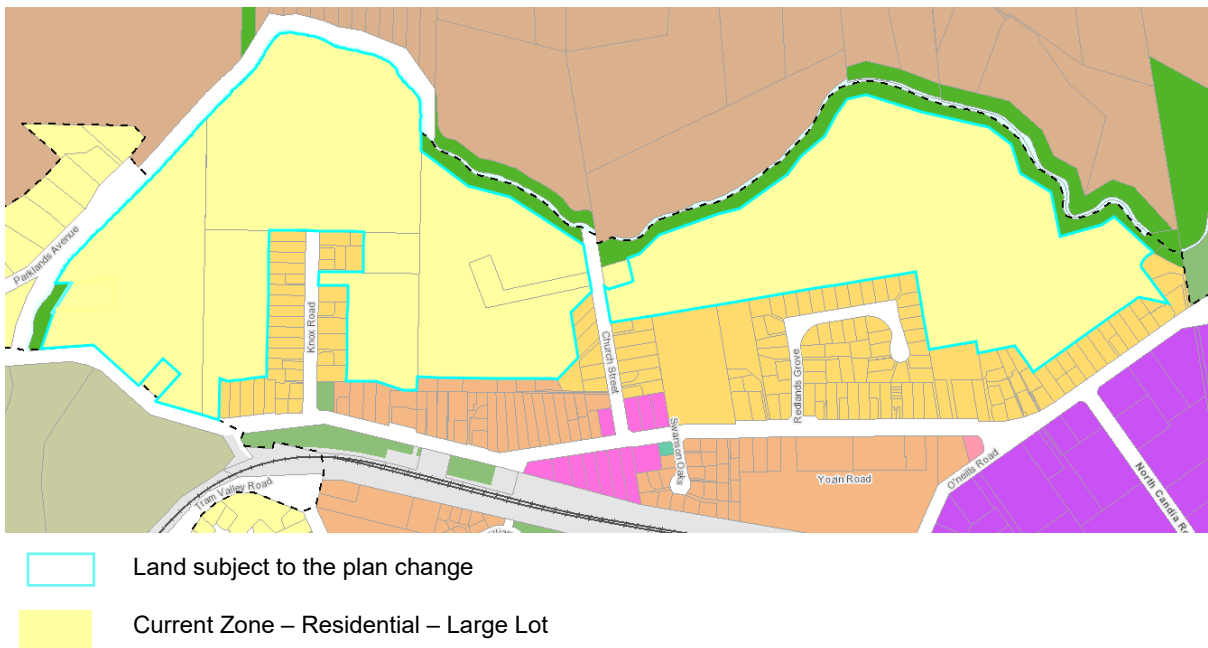 Parklands Avenue
Knox Road
Church Street
Redlands Grove
Swanson Oaks
Yozin Road
O'neills Road
North Candia
Tram Valley Road
Land subject to the plan change
Current Zone – Residential – Large Lot